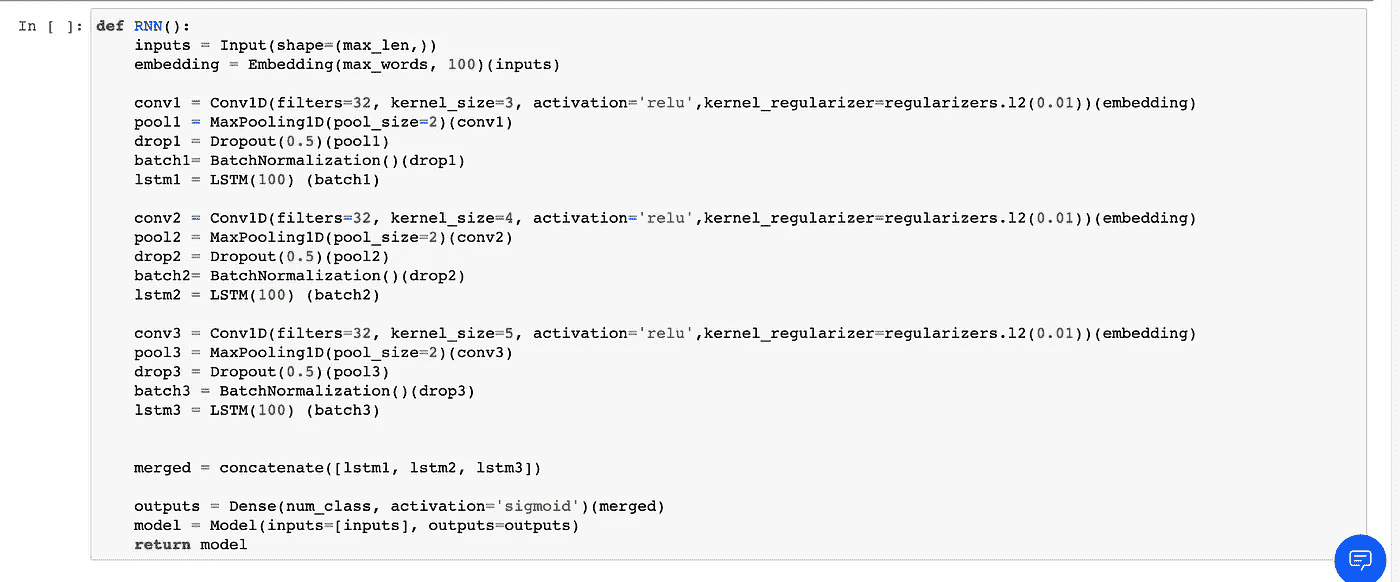 In [ ]: def RNN():
    inputs = Input(shape=(max_len,))
    embedding = Embedding(max_words, 100)(inputs)

    conv1 = Conv1D(filters=32, kernel_size=3, activation='relu',kernel_regularizer=regularizers.l2(0.01))(embedding)
    pool1 = MaxPooling1D(pool_size=2)(conv1)
    drop1 = Dropout(0.5)(pool1)
    batch1= BatchNormalization()(drop1)
    lstm1 = LSTM(100) (batch1)

    conv2 = Conv1D(filters=32, kernel_size=4, activation='relu',kernel_regularizer=regularizers.l2(0.01))(embedding)
    pool2 = MaxPooling1D(pool_size=2)(conv2)
    drop2 = Dropout(0.5)(pool2)
    batch2= BatchNormalization()(drop2)
    lstm2 = LSTM(100) (batch2)

    conv3 = Conv1D(filters=32, kernel_size=5, activation='relu',kernel_regularizer=regularizers.l2(0.01))(embedding)
    pool3 = MaxPooling1D(pool_size=2)(conv3)
    drop3 = Dropout(0.5)(pool3)
    batch3 = BatchNormalization()(drop3)
    lstm3 = LSTM(100) (batch3)

    merged = concatenate([lstm1, lstm2, lstm3])

    outputs = Dense(num_class, activation='sigmoid')(merged)
    model = Model(inputs=[inputs], outputs=outputs)
    return model